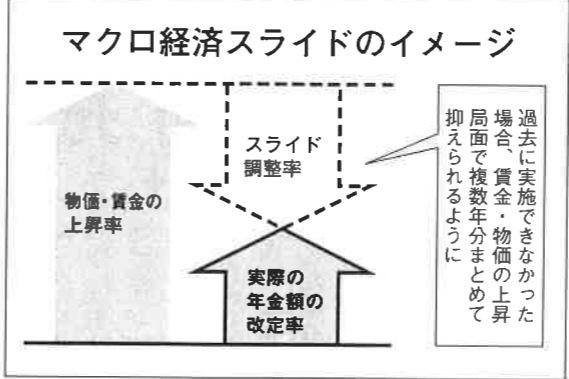 マクロ経済スライドのイメージ
物価・賃金の
上昇率
スライド
調整率
実際の
年金額の
改定率
過去に実施できなかった
場合、賃金・物価の上昇
局面で複数年分まとめて
抑えられるように